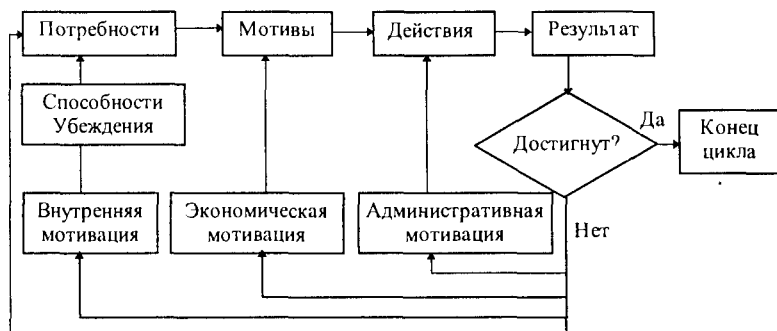 Потребности
Мотивы
Действия
Результат
Способности
Убеждения
Достигнут?
Да
Конец
цикла
Внутренняя
мотивация
Экономическая
мотивация
Административная
мотивация
Нет